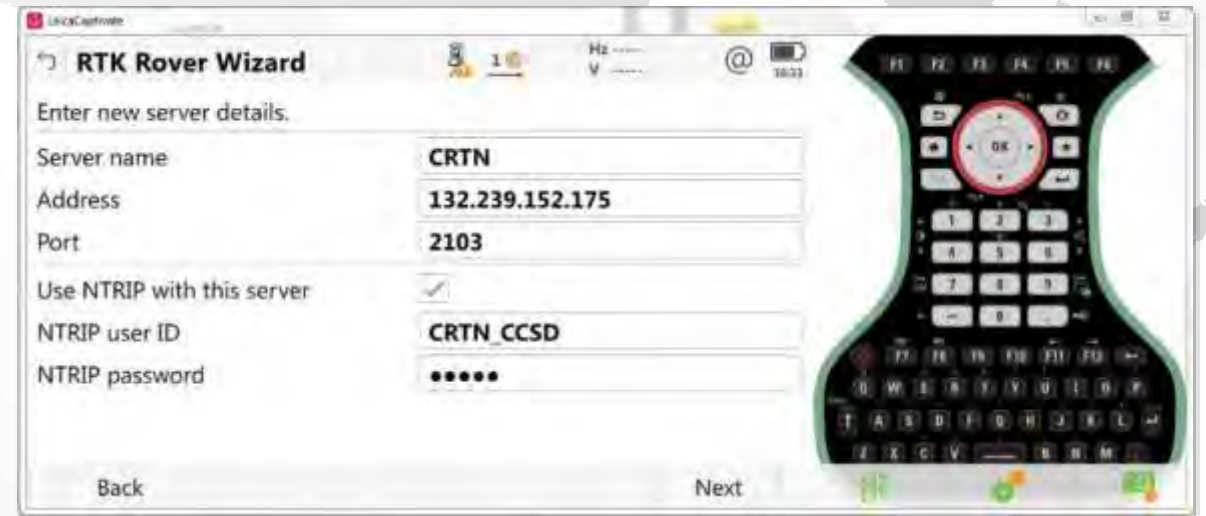 LeicaCaptivate
RTK Rover Wizard
1
Hz -----
V -----
@
Enter new server details.
Server name CRTN
Address 132.239.152.175
Port 2103
Use NTRIP with this server
NTRIP user ID CRTN_CCSD
NTRIP password •••••
Back Next
F1 F2 F3 F4 F5 F6
OK
1 2 3
4 5 6
7 8 9
0 .
F7 F8 F9 F10 F11 F12
Q W E R T Y U I O P
A S D F G H J K L
Z X C V B N M